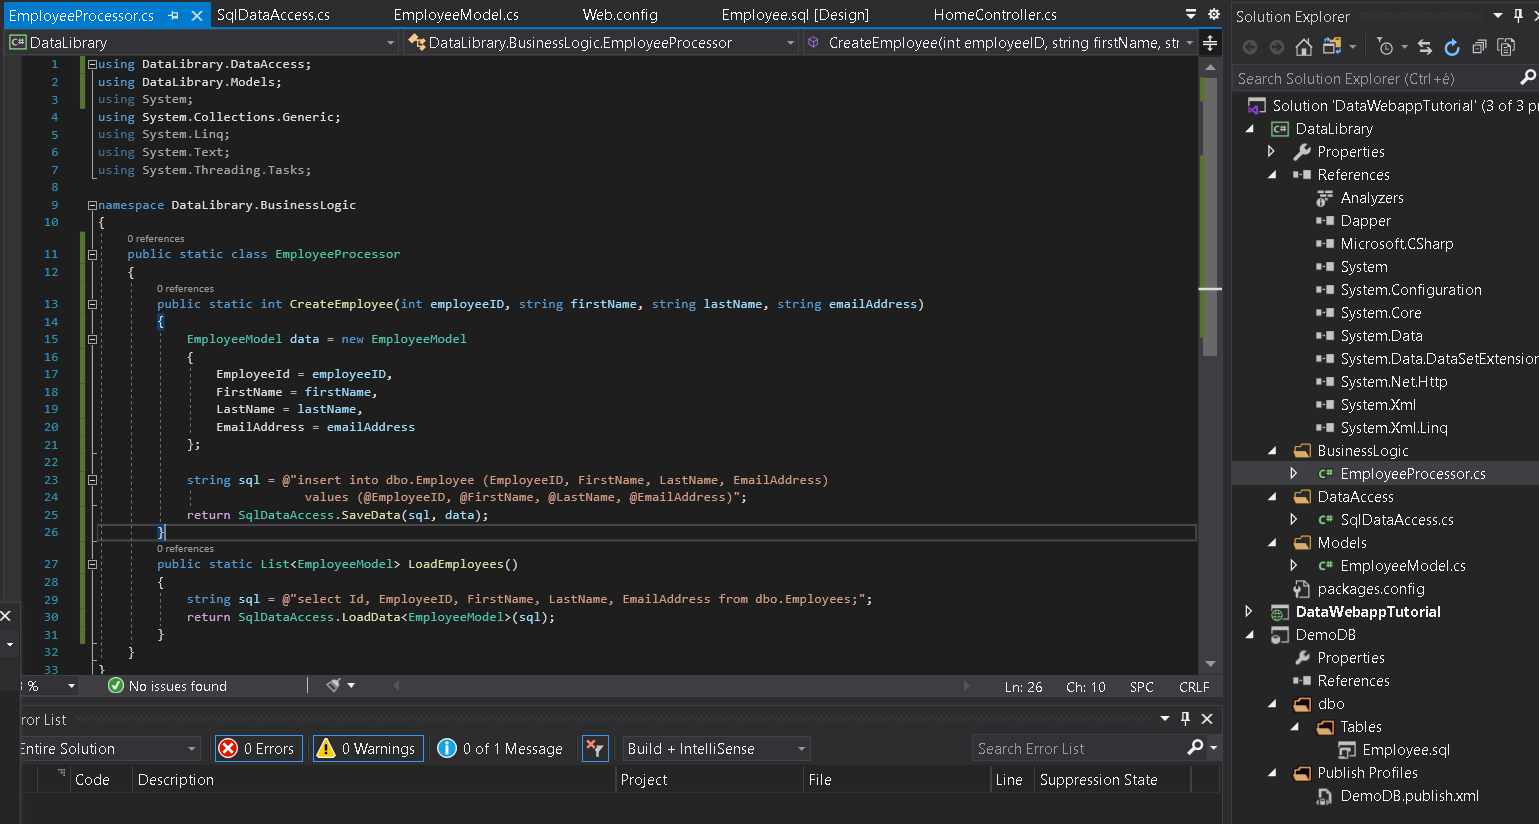 EmployeeProcessor.cs SqlDataAccess.cs EmployeeModel.cs Web.config Employee.sql [Design] HomeController.cs
DataLibrary DataLibrary.BusinessLogic.EmployeeProcessor CreateEmployee(int employeeID, string firstName, str
1 using DataLibrary.DataAccess;
2 using DataLibrary.Models;
3 using System;
4 using System.Collections.Generic;
5 using System.Linq;
6 using System.Text;
7 using System.Threading.Tasks;
8
9 namespace DataLibrary.BusinessLogic
10 {
0 references
11 public static class EmployeeProcessor
12 {
0 references
13 public static int CreateEmployee(int employeeID, string firstName, string lastName, string emailAddress)
14 {
15 EmployeeModel data = new EmployeeModel
16 {
17 EmployeeId = employeeID,
18 FirstName = firstName,
19 LastName = lastName,
20 EmailAddress = emailAddress
21 };
22
23 string sql = @"insert into dbo.Employee (EmployeeID, FirstName, LastName, EmailAddress)
24 values (@EmployeeID, @FirstName, @LastName, @EmailAddress)";
25 return SqlDataAccess.SaveData(sql, data);
26 }
0 references
27 public static List<EmployeeModel> LoadEmployees()
28 {
29 string sql = @"select Id, EmployeeID, FirstName, LastName, EmailAddress from dbo.Employees;";
30 return SqlDataAccess.LoadData<EmployeeModel>(sql);
31 }
32 }
33 }
% No issues found Ln: 26 Ch: 10 SPC CRLF
ror List
Entire Solution 0 Errors 0 Warnings 0 of 1 Message Build + IntelliSense Search Error List
Code Description Project File Line Suppression State
Solution Explorer
Search Solution Explorer (Ctrl+é)
Solution 'DataWebappTutorial' (3 of 3 pr
C# DataLibrary
Properties
References
Analyzers
Dapper
Microsoft.CSharp
System
System.Configuration
System.Core
System.Data
System.Data.DataSetExtension
System.Net.Http
System.Xml
System.Xml.Linq
BusinessLogic
C# EmployeeProcessor.cs
DataAccess
C# SqlDataAccess.cs
Models
C# EmployeeModel.cs
packages.config
DataWebappTutorial
DemoDB
Properties
References
dbo
Tables
Employee.sql
Publish Profiles
DemoDB.publish.xml